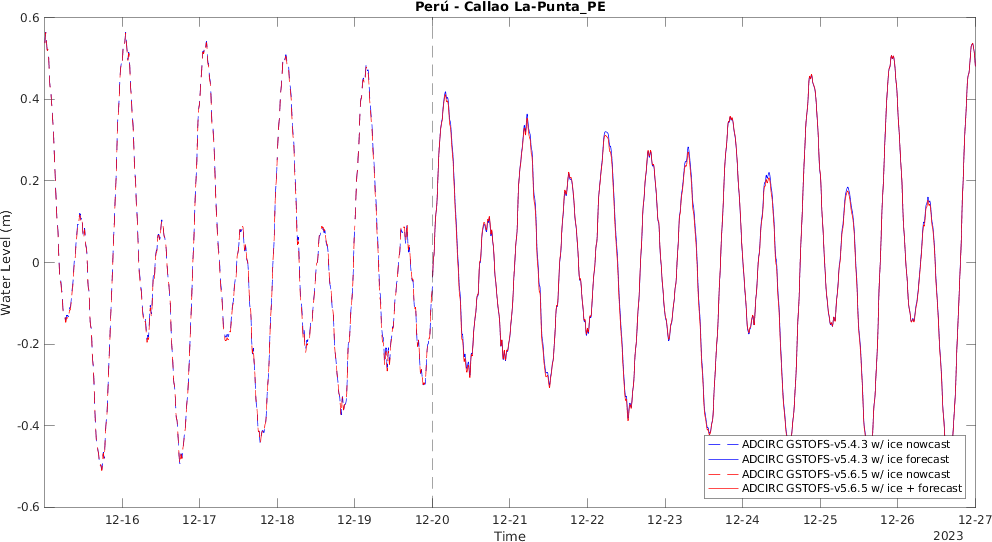 Perú - Callao La-Punta_PE
0.6
0.4
0.2
0
-0.2
-0.4
-0.6
Water Level (m)
12-16
12-17
12-18
12-19
12-20
12-21
12-22
12-23
12-24
12-25
12-26
12-27
Time
2023
ADCIRC GSTOFS-v5.4.3 w/ ice nowcast
ADCIRC GSTOFS-v5.4.3 w/ ice forecast
ADCIRC GSTOFS-v5.6.5 w/ ice nowcast
ADCIRC GSTOFS-v5.6.5 w/ ice + forecast